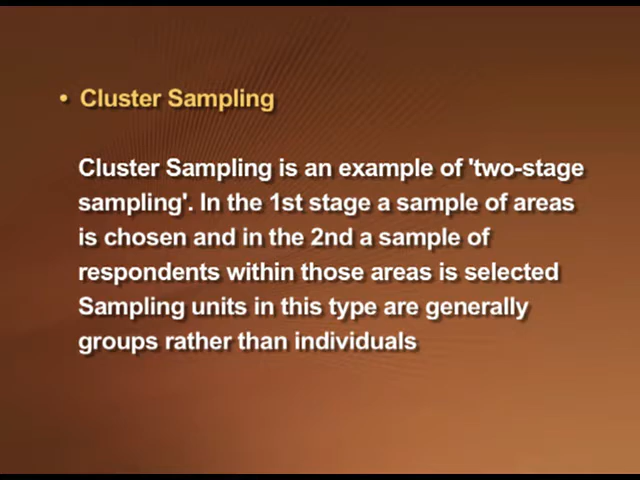 • Cluster Sampling
Cluster Sampling is an example of 'two-stage
sampling'. In the 1st stage a sample of areas
is chosen and in the 2nd a sample of
respondents within those areas is selected
Sampling units in this type are generally
groups rather than individuals